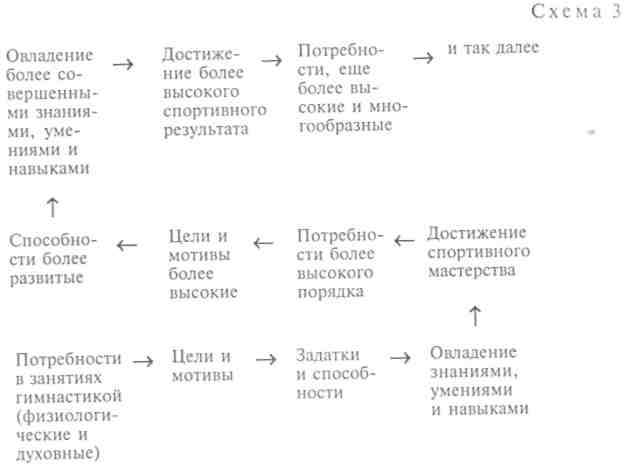 Схема 3
Овладение
более со-
вершенны-
ми знания-
ми, уме-
ниями и
навыками
Достиже-
ние более
высокого
спортивного
результата
Потребно-
сти, еще
более вы-
сокие и мно-
гообразные
и так далее
Способно-
сти более
развитые
Цели и
мотивы
более
высокие
Потребно-
сти более
высокого
порядка
Достижение
спортивного
мастерства
Потребности
в занятиях
гимнастикой
(физиологи-
ческие и
духовные)
Цели и
мотивы
Задатки
и способ-
ности
Овладение
знаниями,
умениями
и навыками